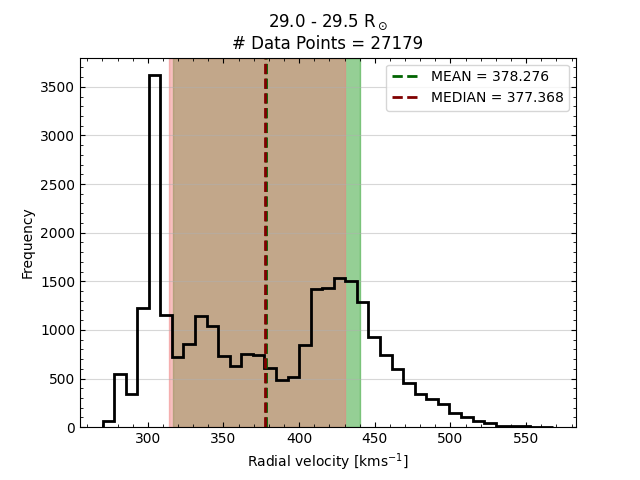 29.0 - 29.5 R⊙
# Data Points = 27179
MEAN = 378.276
MEDIAN = 377.368
3500
3000
2500
2000
1500
1000
500
0
Frequency
300 350 400 450 500 550
Radial velocity [kms⁻¹]